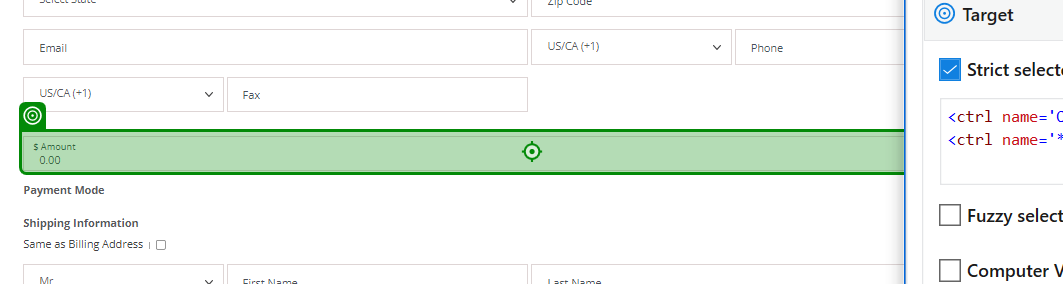 Select State
Zip Code
Email
US/CA (+1)
Phone
US/CA (+1)
Fax
$ Amount
0.00
Payment Mode
Shipping Information
Same as Billing Address
Mr
First Name
Last Name
Target
Strict selecto
<ctrl name='
<ctrl name='*
Fuzzy select
Computer V